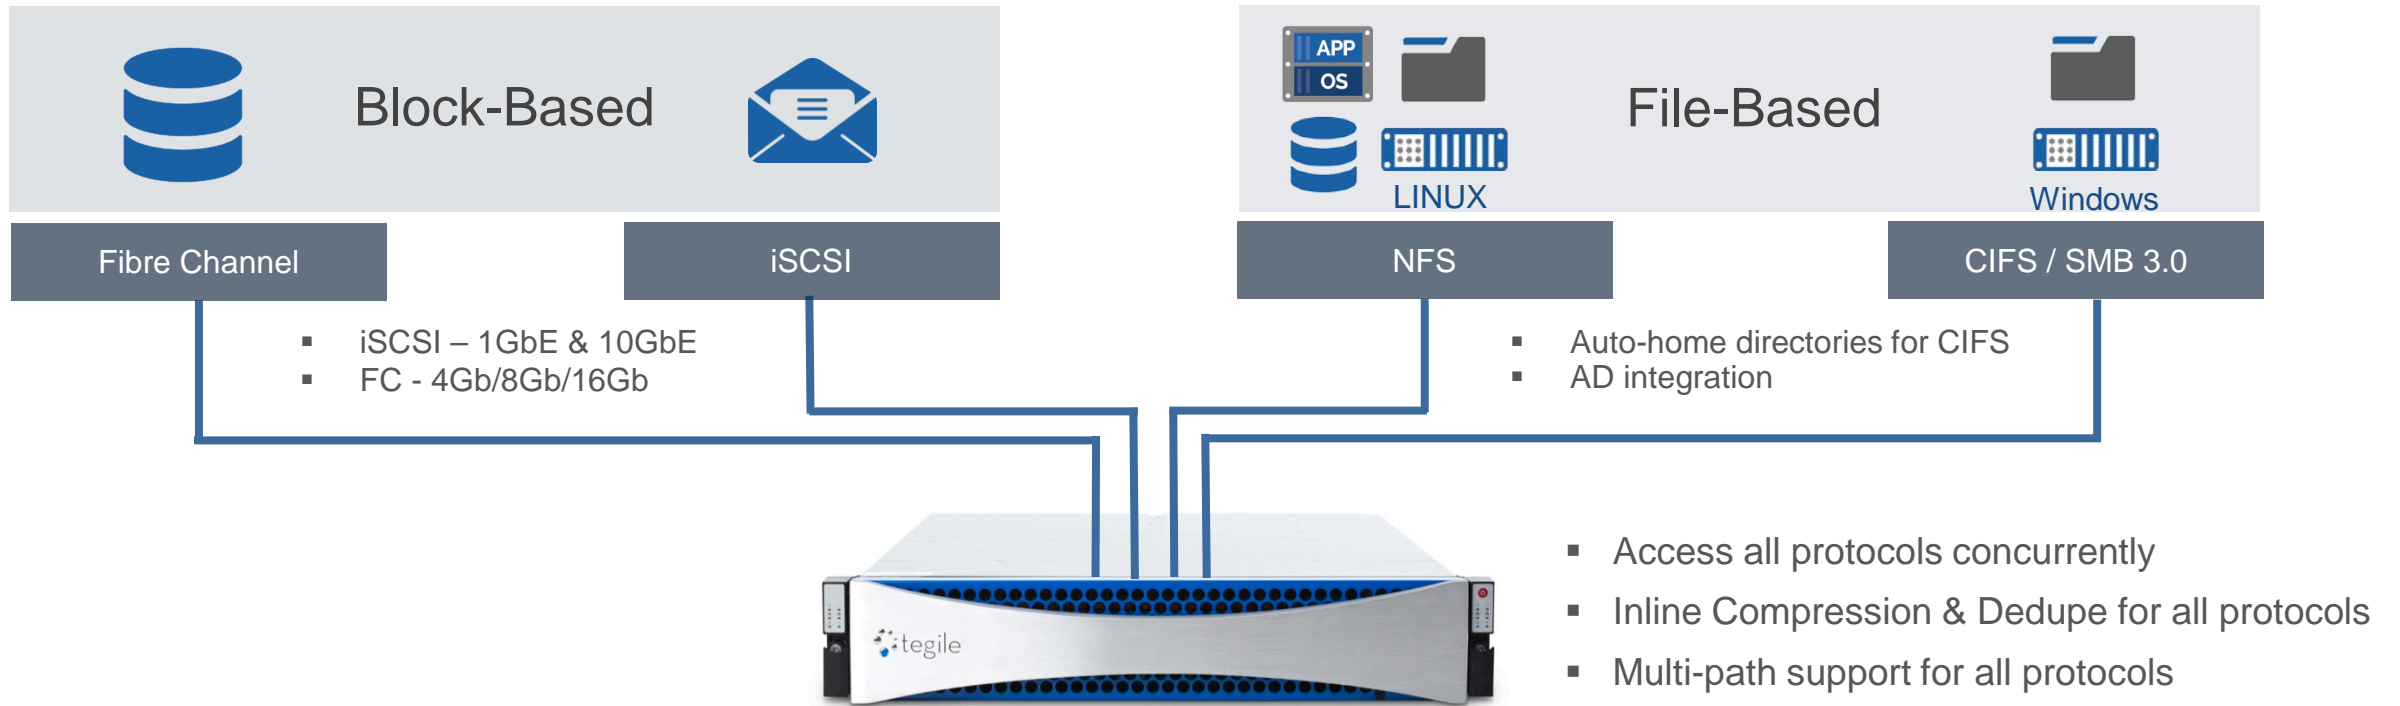 Block-Based
APP
OS
LINUX
File-Based
Windows
Fibre Channel
iSCSI
NFS
CIFS / SMB 3.0
▪ iSCSI – 1GbE & 10GbE
▪ FC - 4Gb/8Gb/16Gb
▪ Auto-home directories for CIFS
▪ AD integration
tegile
▪ Access all protocols concurrently
▪ Inline Compression & Dedupe for all protocols
▪ Multi-path support for all protocols